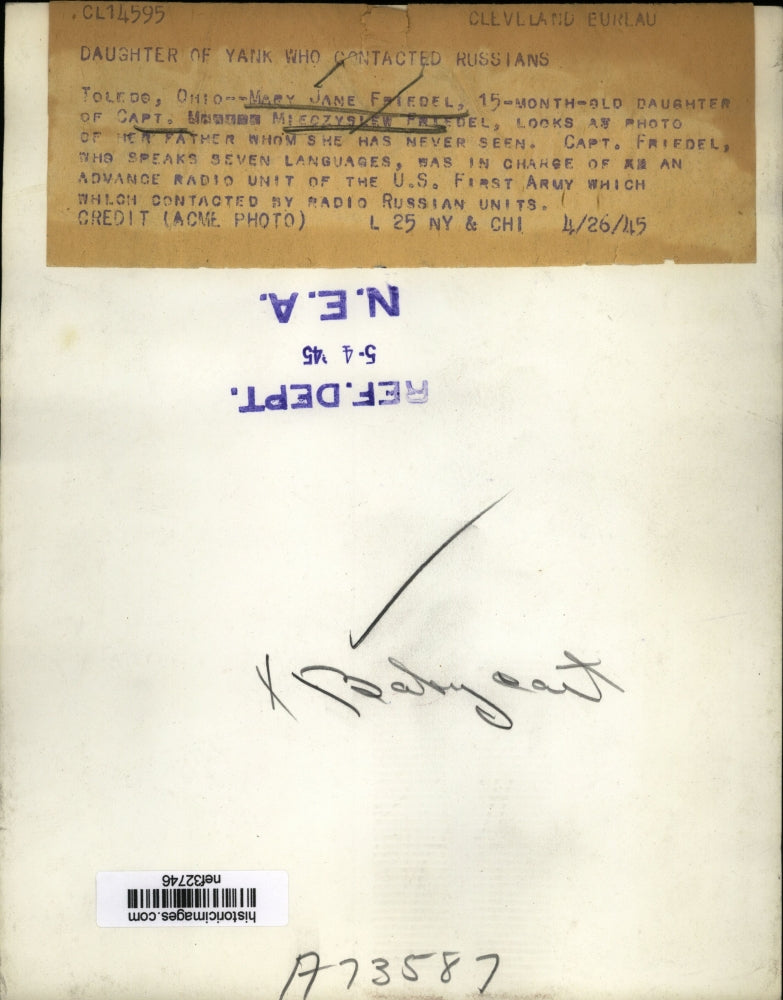 .CL14595 CLEVELAND BUREAU
DAUGHTER OF YANK WHO CONTACTED RUSSIANS
TOLEDO, OHIO--MARY JANE FRIEDEL, 15-MONTH-OLD DAUGHTER
OF CAPT. MIECZYSLEW FRIEDEL, LOOKS AT PHOTO
OF HER FATHER WHOM SHE HAS NEVER SEEN. CAPT. FRIEDEL,
WHO SPEAKS SEVEN LANGUAGES, WAS IN CHARGE OF AN
ADVANCE RADIO UNIT OF THE U.S. FIRST ARMY WHICH
WHICH CONTACTED BY RADIO RUSSIAN UNITS.
CREDIT (ACME PHOTO) L 25 NY & CHI 4/26/45
N.E.A.
5-4 '45
REF.DEPT.
X Baby
nef32746
historicimages.com
A73587